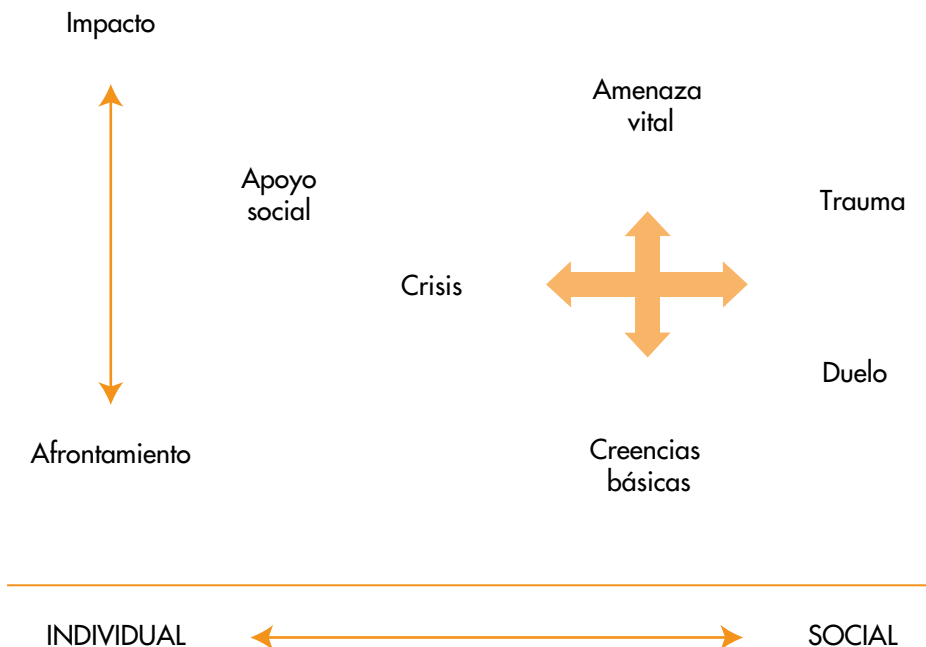 Impacto
Amenaza
vital
Apoyo
social
Trauma
Crisis
Duelo
Afrontamiento
Creencias
básicas
INDIVIDUAL
SOCIAL